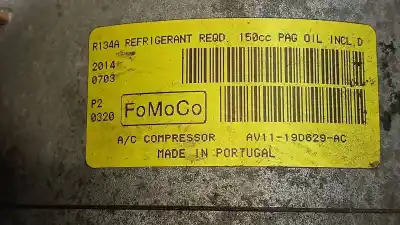 R134A REFRIGERANT REQD. 150cc PAG OIL INCL.D
2014
0703
P2
0320
FoMoCo
A/C COMPRESSOR AV11-19D629-AC
MADE IN PORTUGAL